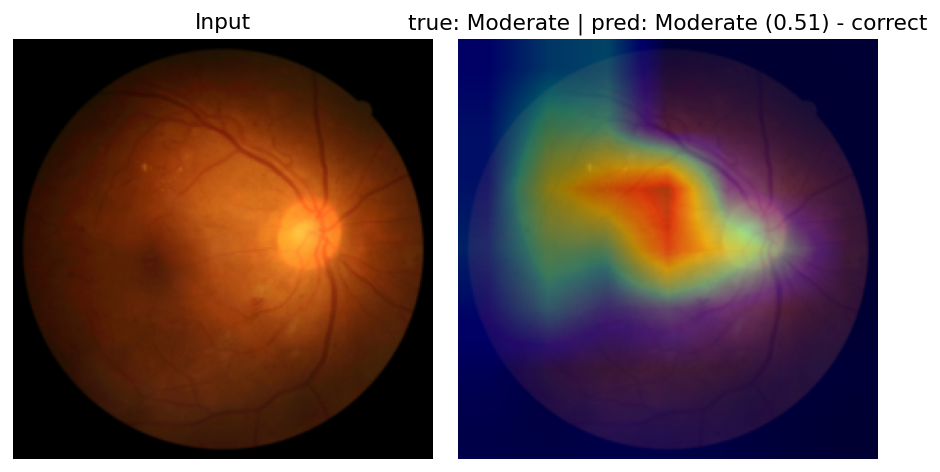 Input
true: Moderate | pred: Moderate (0.51) - correct